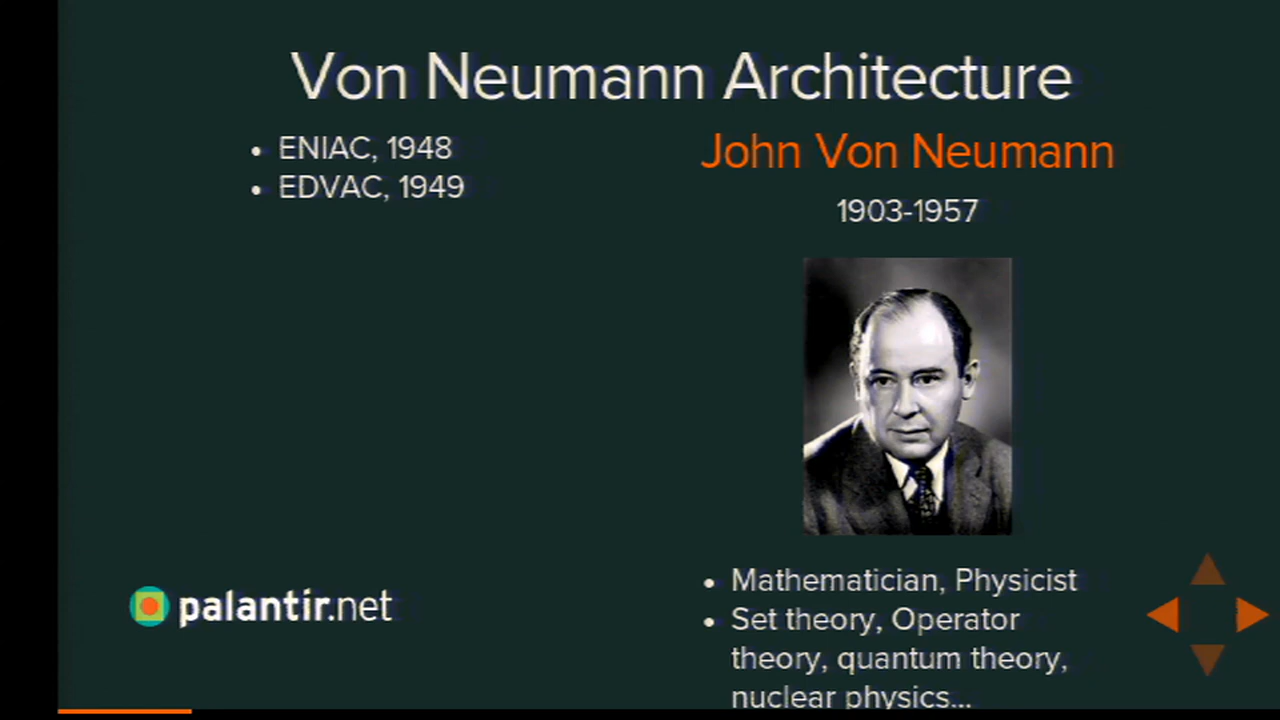 Von Neumann Architecture
• ENIAC, 1948
• EDVAC, 1949
John Von Neumann
1903-1957
• Mathematician, Physicist
• Set theory, Operator
theory, quantum theory,
nuclear physics...
palantir.net